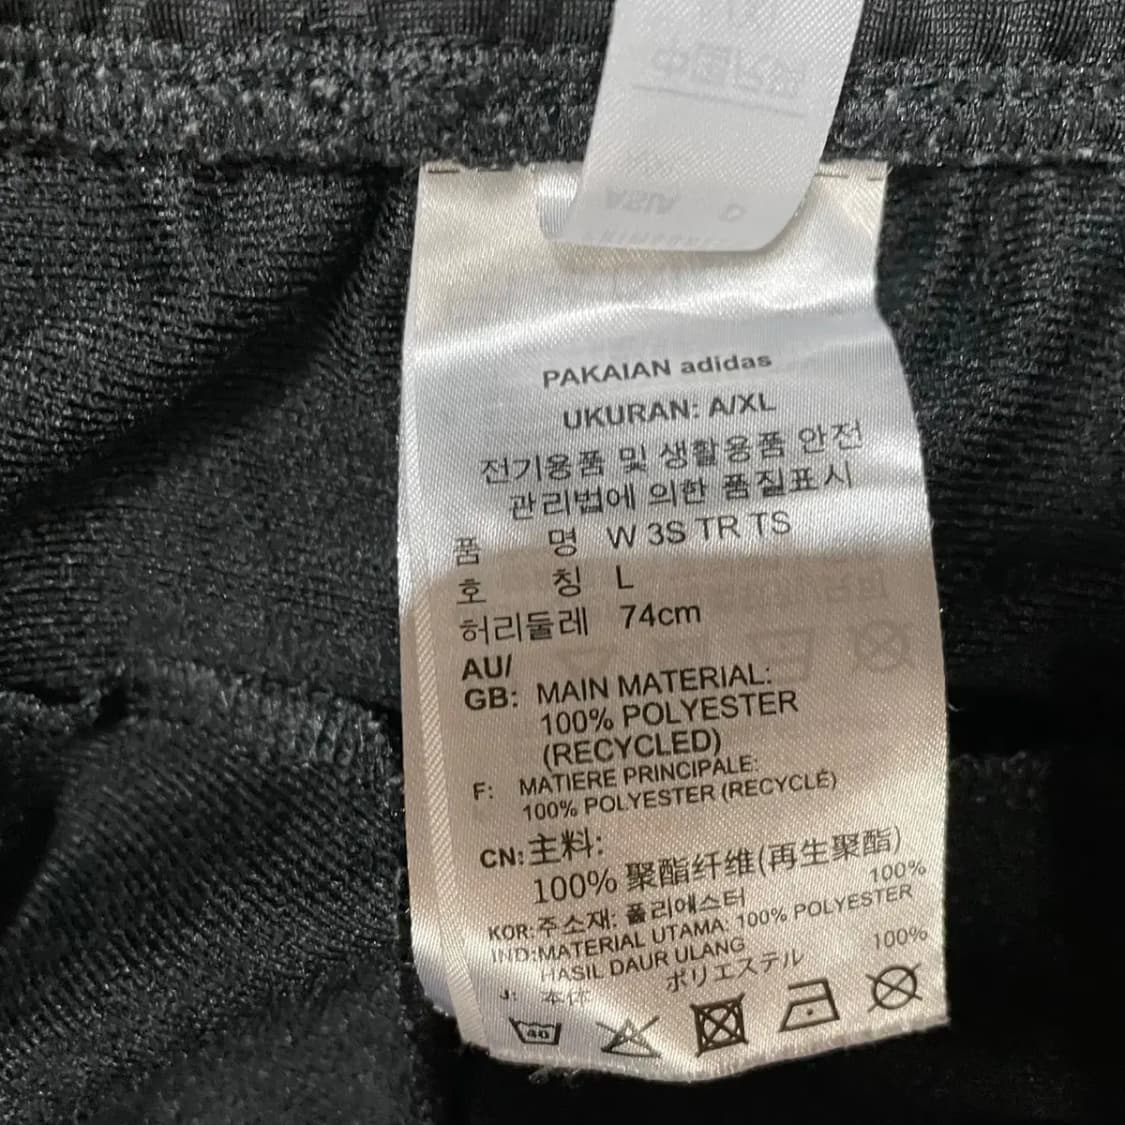 PAKAIAN adidas
UKURAN: A/XL
전기용품 및 생활용품 안전
관리법에 의한 품질표시
품 명 W 3S TR TS
호 칭 L
허리둘레 74cm
AU/
GB: MAIN MATERIAL:
100% POLYESTER
(RECYCLED)
F: MATIERE PRINCIPALE:
100% POLYESTER (RECYCLÉ)
CN: 主料:
100% 聚酯纤维(再生聚酯)
KOR: 주소재: 폴리에스터 100%
IND: MATERIAL UTAMA: 100% POLYESTER
HASIL DAUR ULANG
J: 本体 ポリエステル 100%
40